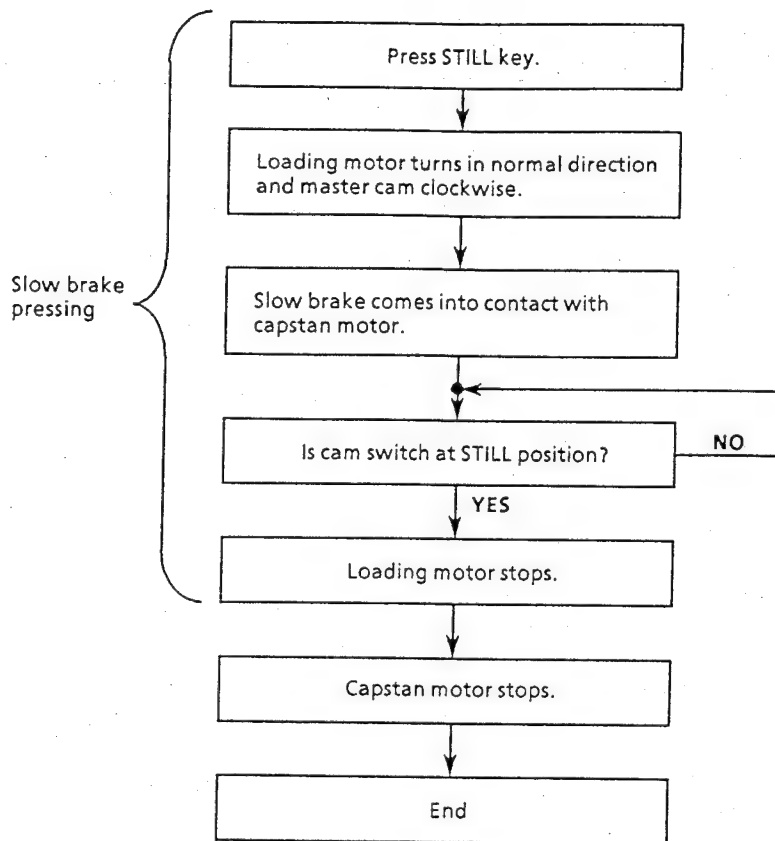 Press STILL key.
Loading motor turns in normal direction
and master cam clockwise.
Slow brake
pressing
Slow brake comes into contact with
capstan motor.
Is cam switch at STILL position?
NO
YES
Loading motor stops.
Capstan motor stops.
End